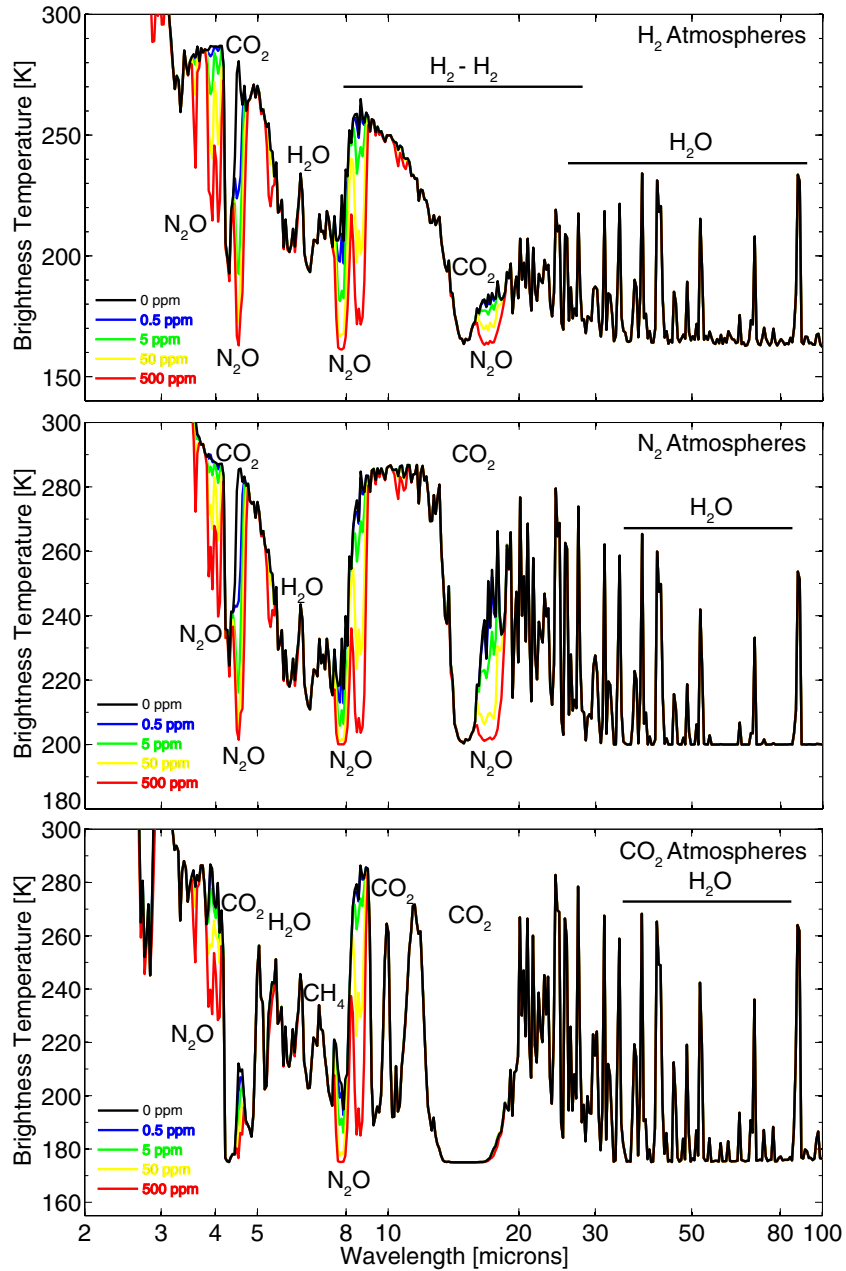 H2 Atmospheres
CO2
H2 - H2
H2O
H2O
N2O
CO2
0 ppm
0.5 ppm
5 ppm
50 ppm
500 ppm
N2O
N2O
N2O
300
250
200
150
Brightness Temperature [K]
N2 Atmospheres
CO2
CO2
H2O
H2O
N2O
0 ppm
0.5 ppm
5 ppm
50 ppm
500 ppm
N2O
N2O
N2O
300
280
260
240
220
200
180
Brightness Temperature [K]
CO2 Atmospheres
CO2
H2O
CO2
CO2
H2O
CH4
N2O
0 ppm
0.5 ppm
5 ppm
50 ppm
500 ppm
N2O
300
280
260
240
220
200
180
160
Brightness Temperature [K]
2 3 4 5 8 10 20 30 80 100
Wavelength [microns]